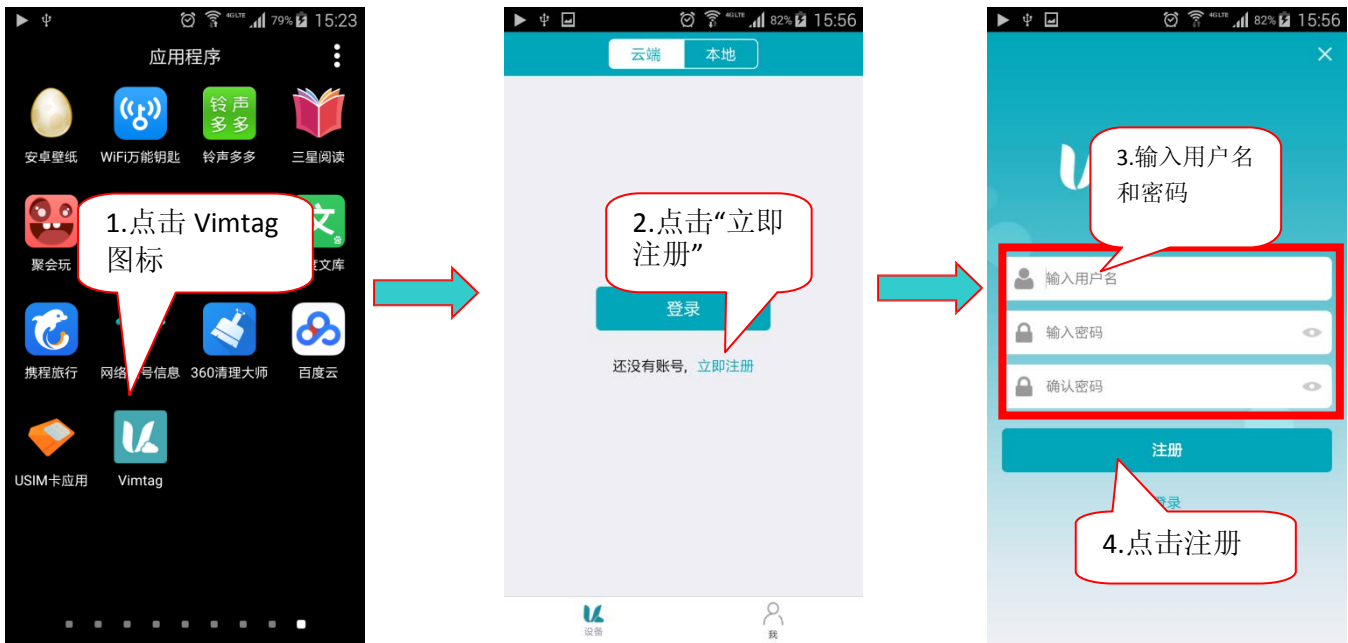 79% 15:23
应用程序
铃声
多多
安卓壁纸
WiFi万能钥匙
铃声多多
三星阅读
1.点击 Vimtag
图标
文
聚会玩
度文库
携程旅行
网络
号信息
360清理大师
百度云
USIM卡应用
Vimtag
4GLTE 82% 15:56
云端
本地
2.点击“立即
注册”
登录
还没有账号，立即注册
设备
我
4GLTE 82% 15:56
3.输入用户名
和密码
输入用户名
输入密码
确认密码
注册
登录
4.点击注册